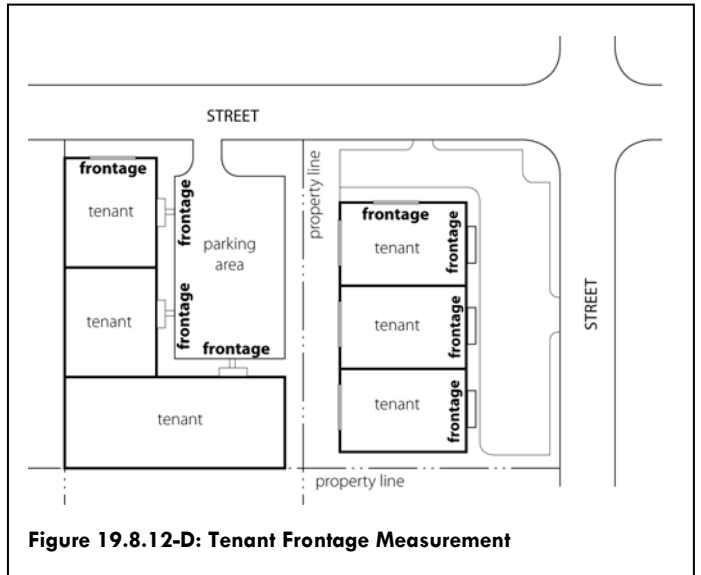 STREET
frontage
tenant
frontage
parking
area
property line
frontage
tenant
frontage
STREET
tenant
frontage
frontage
tenant
frontage
tenant
tenant
frontage
property line
Figure 19.8.12-D: Tenant Frontage Measurement